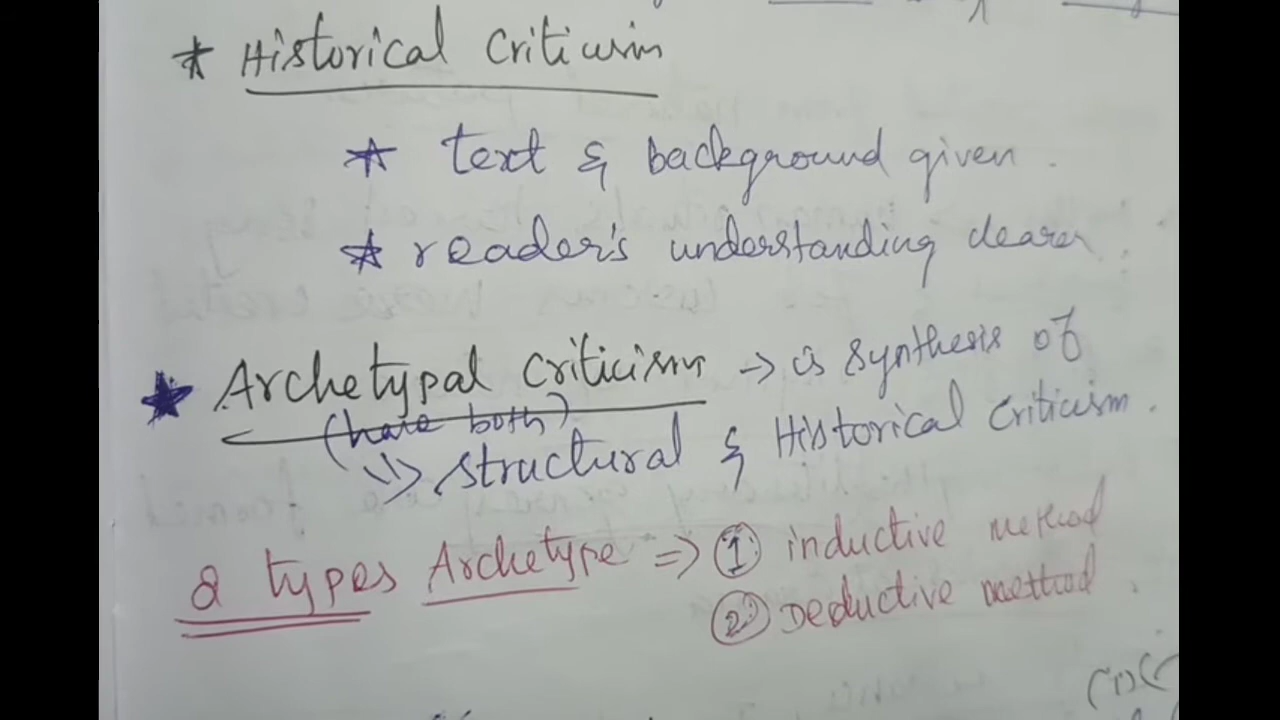 * Historical Criticism
* text & background given.
* reader's understanding clearer
* Archetypal Criticism → is synthesis of
(have both)
⇒ structural & Historical Criticism.
2 types Archetype ⇒ ① inductive method
② Deductive method.